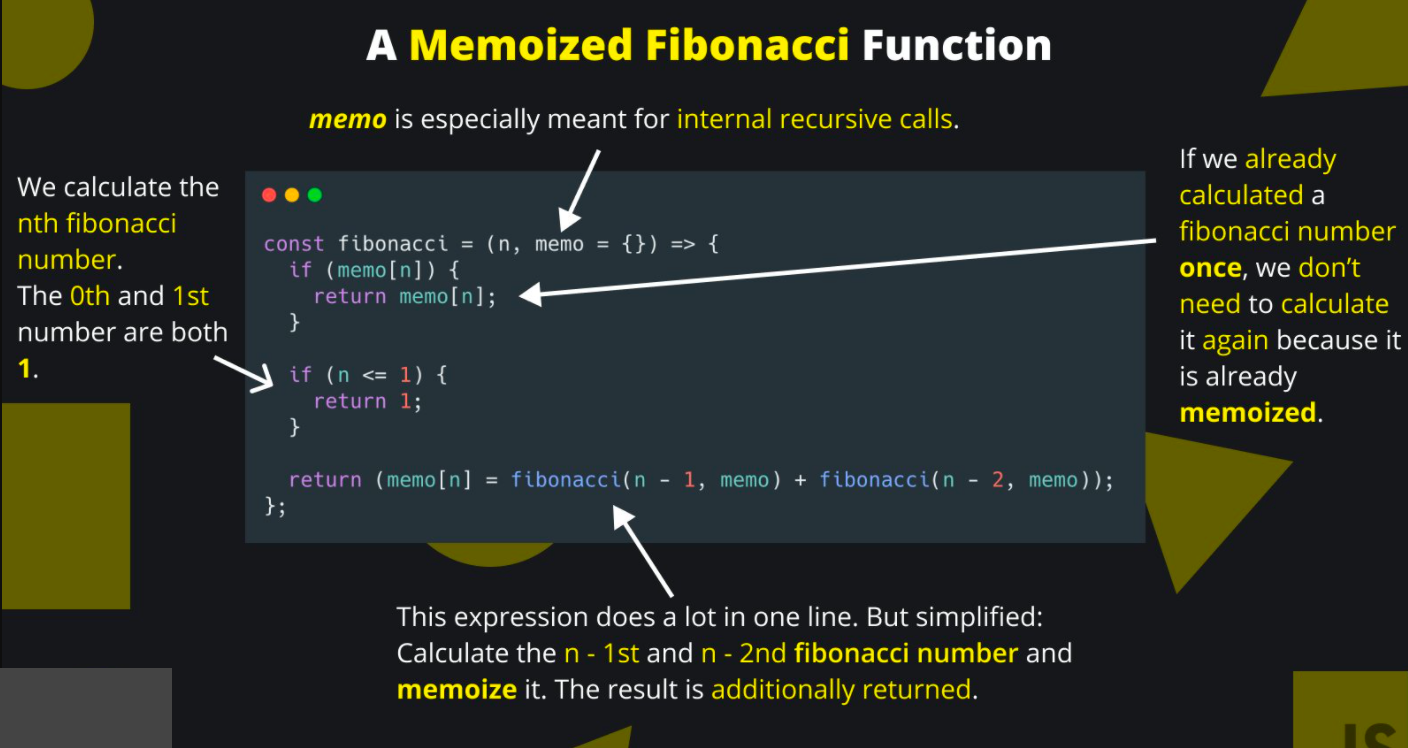 A Memoized Fibonacci Function
memo is especially meant for internal recursive calls.
We calculate the
nth fibonacci
number.
The 0th and 1st
number are both
1.
const fibonacci = (n, memo = {}) => {
  if (memo[n]) {
    return memo[n];
  }

  if (n <= 1) {
    return 1;
  }

  return (memo[n] = fibonacci(n - 1, memo) + fibonacci(n - 2, memo));
};
If we already
calculated a
fibonacci number
once, we don’t
need to calculate
it again because it
is already
memoized.
This expression does a lot in one line. But simplified:
Calculate the n - 1st and n - 2nd fibonacci number and
memoize it. The result is additionally returned.
JS